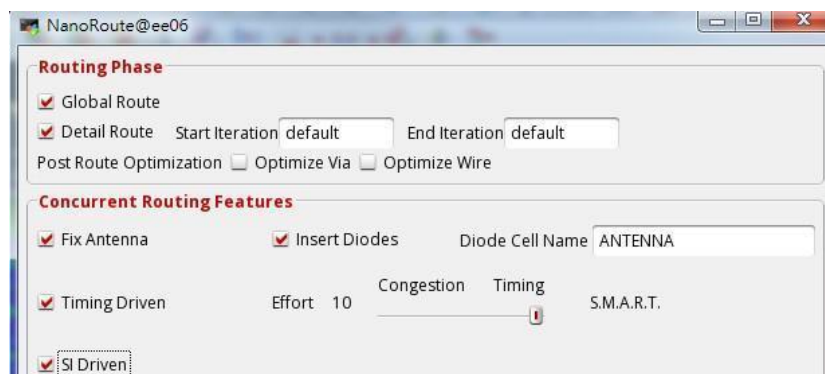 NanoRoute@ee06
Routing Phase
Global Route
Detail Route Start Iteration default End Iteration default
Post Route Optimization Optimize Via Optimize Wire
Concurrent Routing Features
Fix Antenna Insert Diodes Diode Cell Name ANTENNA
Congestion Timing
Timing Driven Effort 10 S.M.A.R.T.
SI Driven